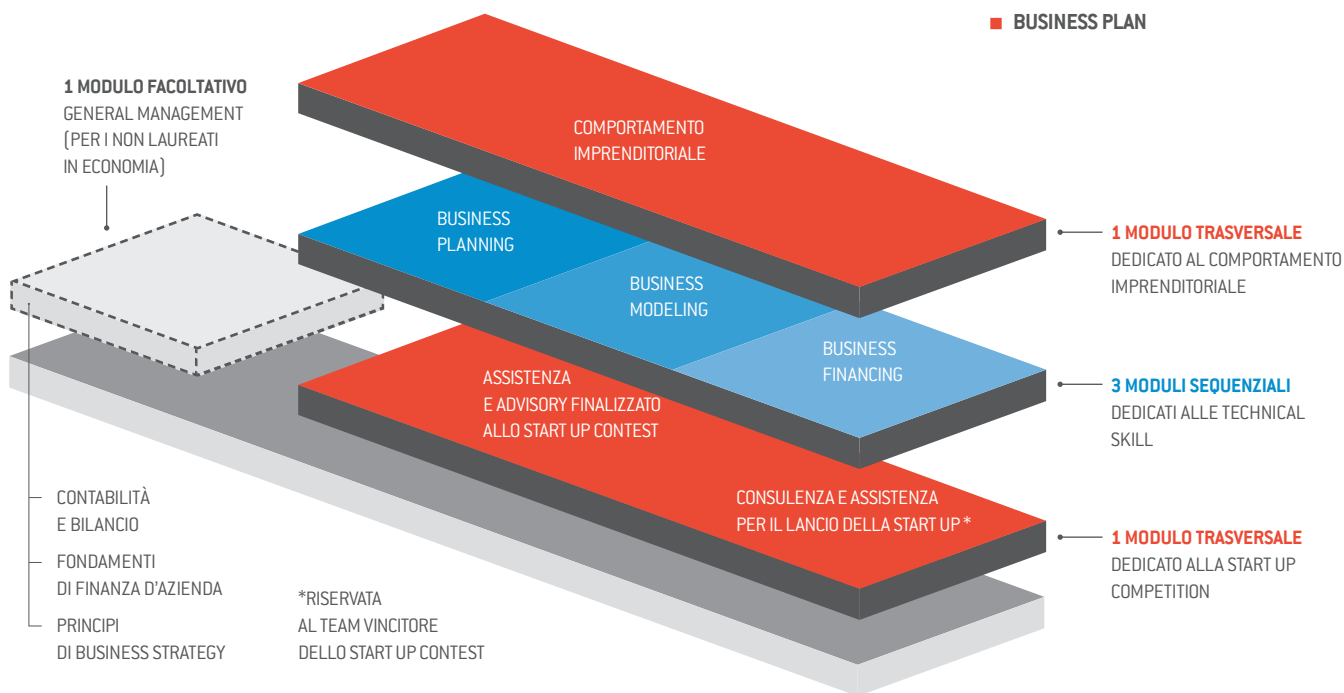 BUSINESS PLAN
1 MODULO FACOLTATIVO
GENERAL MANAGEMENT
(PER I NON LAUREATI
IN ECONOMIA)
COMPORTAMENTO
IMPRENDITORIALE
BUSINESS
PLANNING
BUSINESS
MODELING
BUSINESS
FINANCING
1 MODULO TRASVERSALE
DEDICATO AL COMPORTAMENTO
IMPRENDITORIALE
3 MODULI SEQUENZIALI
DEDICATI ALLE TECHNICAL
SKILL
ASSISTENZA
E ADVISORY FINALIZZATO
ALLO START UP CONTEST
CONSULENZA E ASSISTENZA
PER IL LANCIO DELLA START UP *
1 MODULO TRASVERSALE
DEDICATO ALLA START UP
COMPETITION
CONTABILITÀ
E BILANCIO
FONDAMENTI
DI FINANZA D'AZIENDA
PRINCIPI
DI BUSINESS STRATEGY
*RISERVATA
AL TEAM VINCITORE
DELLO START UP CONTEST